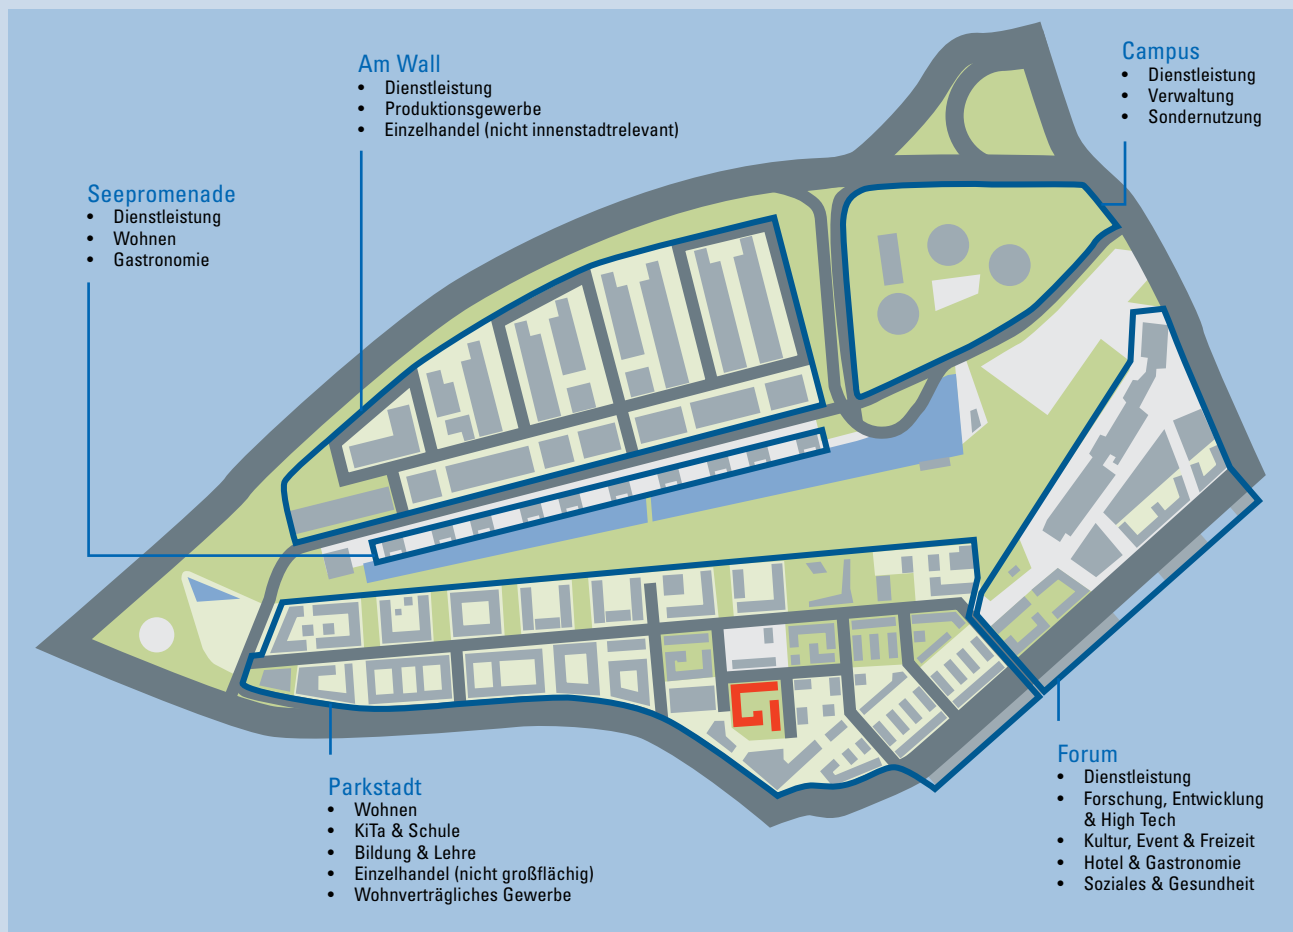 Am Wall
• Dienstleistung
• Produktionsgewerbe
• Einzelhandel (nicht innenstadtrelevant)
Campus
• Dienstleistung
• Verwaltung
• Sondernutzung
Seepromenade
• Dienstleistung
• Wohnen
• Gastronomie
Parkstadt
• Wohnen
• KiTa & Schule
• Bildung & Lehre
• Einzelhandel (nicht großflächig)
• Wohnverträgliches Gewerbe
Forum
• Dienstleistung
• Forschung, Entwicklung
& High Tech
• Kultur, Event & Freizeit
• Hotel & Gastronomie
• Soziales & Gesundheit